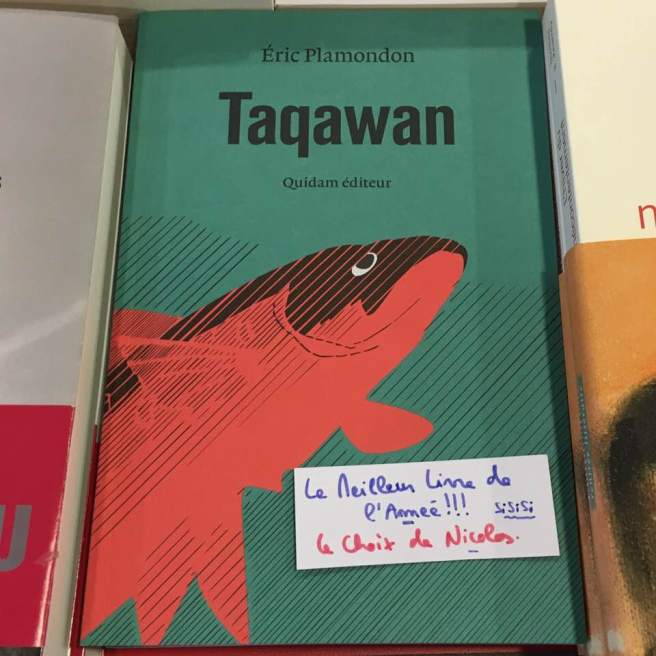 Éric Plamondon
Taqawan
Quidam éditeur
Le Meilleur Livre de
l'Année!!! sisisi
Le Choix de Nicolas.